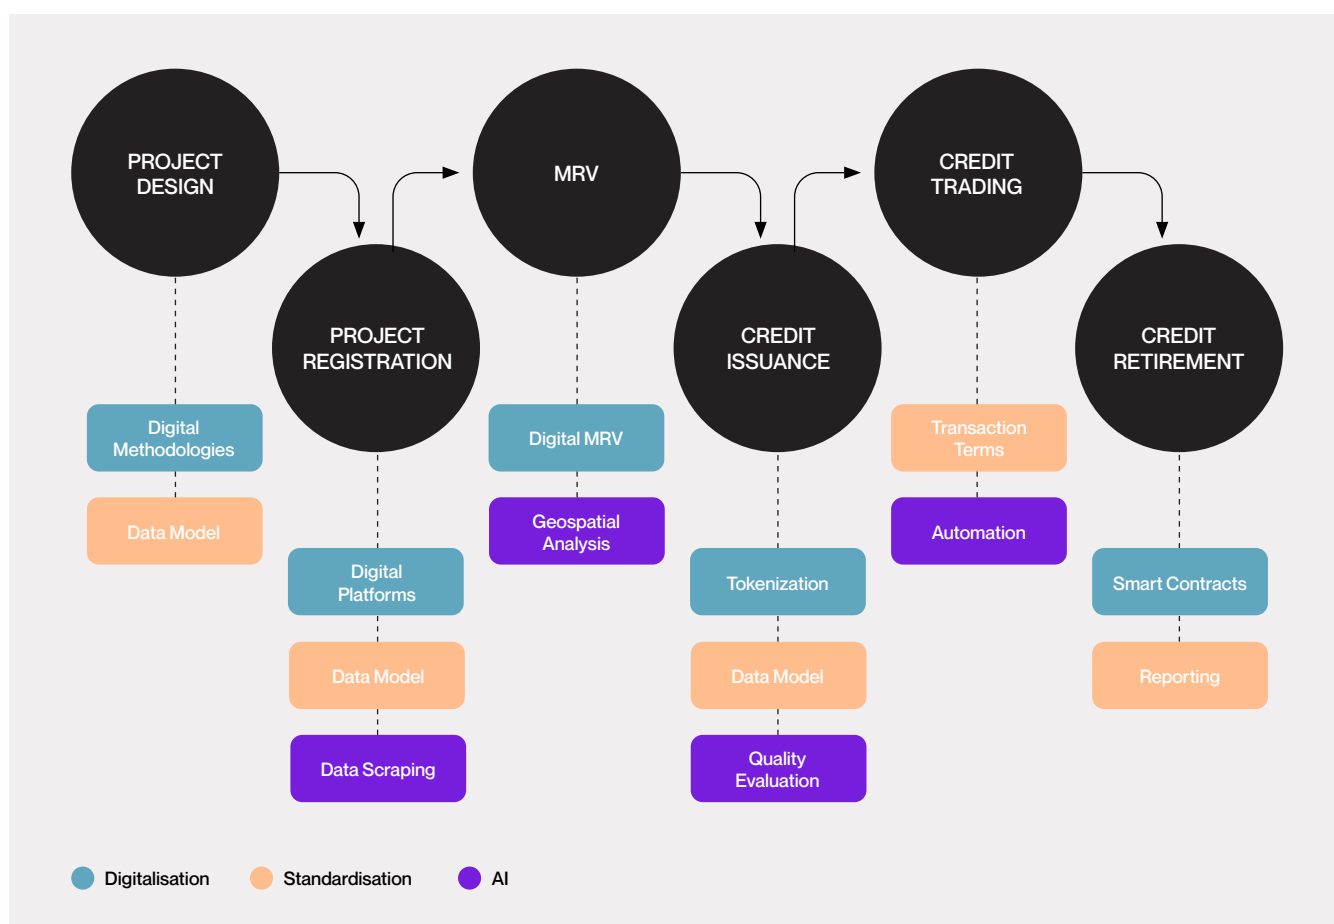 PROJECT
DESIGN
MRV
CREDIT
TRADING
PROJECT
REGISTRATION
CREDIT
ISSUANCE
CREDIT
RETIREMENT
Digital
Methodologies
Data Model
Digital
Platforms
Data Model
Data Scraping
Digital MRV
Geospatial
Analysis
Tokenization
Data Model
Quality
Evaluation
Transaction
Terms
Automation
Smart Contracts
Reporting
Digitalisation
Standardisation
AI